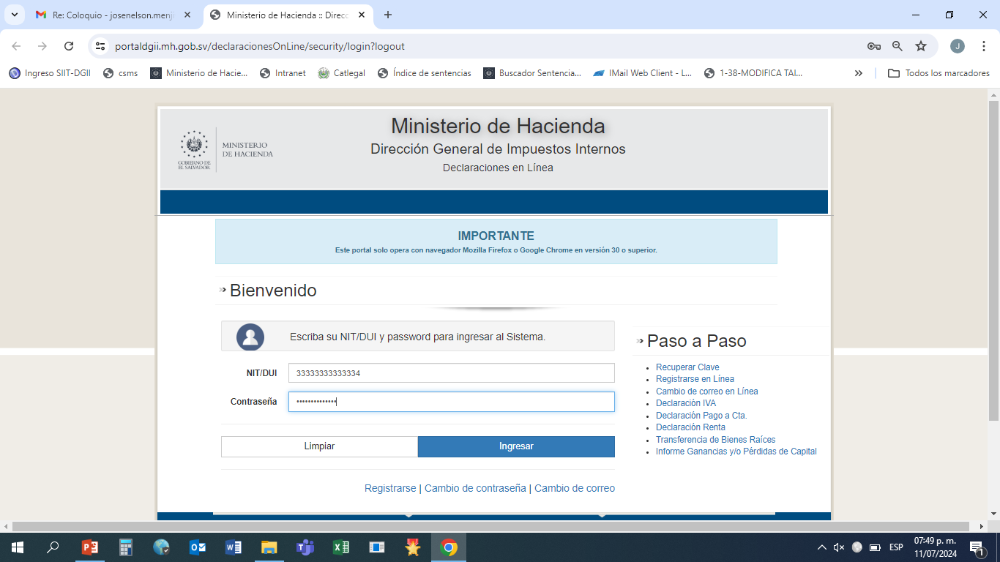 Re: Coloquio - josenelson.menji
Ministerio de Hacienda :: Direcc
portaldgii.mh.gob.sv/declaracionesOnLine/security/login?logout
J
Ingreso SIIT-DGII
csms
Ministerio de Hacie...
Intranet
Catlegal
Índice de sentencias
Buscador Sentencia...
IMail Web Client - L...
1-38-MODIFICA TAI...
Todos los marcadores
GOBIERNO DE
EL SALVADOR
MINISTERIO
DE HACIENDA
Ministerio de Hacienda
Dirección General de Impuestos Internos
Declaraciones en Línea
IMPORTANTE
Este portal solo opera con navegador Mozilla Firefox o Google Chrome en versión 30 o superior.
Bienvenido
Escriba su NIT/DUI y password para ingresar al Sistema.
NIT/DUI
33333333333334
Contraseña
••••••••••••••
Limpiar
Ingresar
Registrarse | Cambio de contraseña | Cambio de correo
Paso a Paso
Recuperar Clave
Registrarse en Línea
Cambio de correo en Línea
Declaración IVA
Declaración Pago a Cta.
Declaración Renta
Transferencia de Bienes Raíces
Informe Ganancias y/o Pérdidas de Capital
ESP
07:49 p. m.
11/07/2024
1